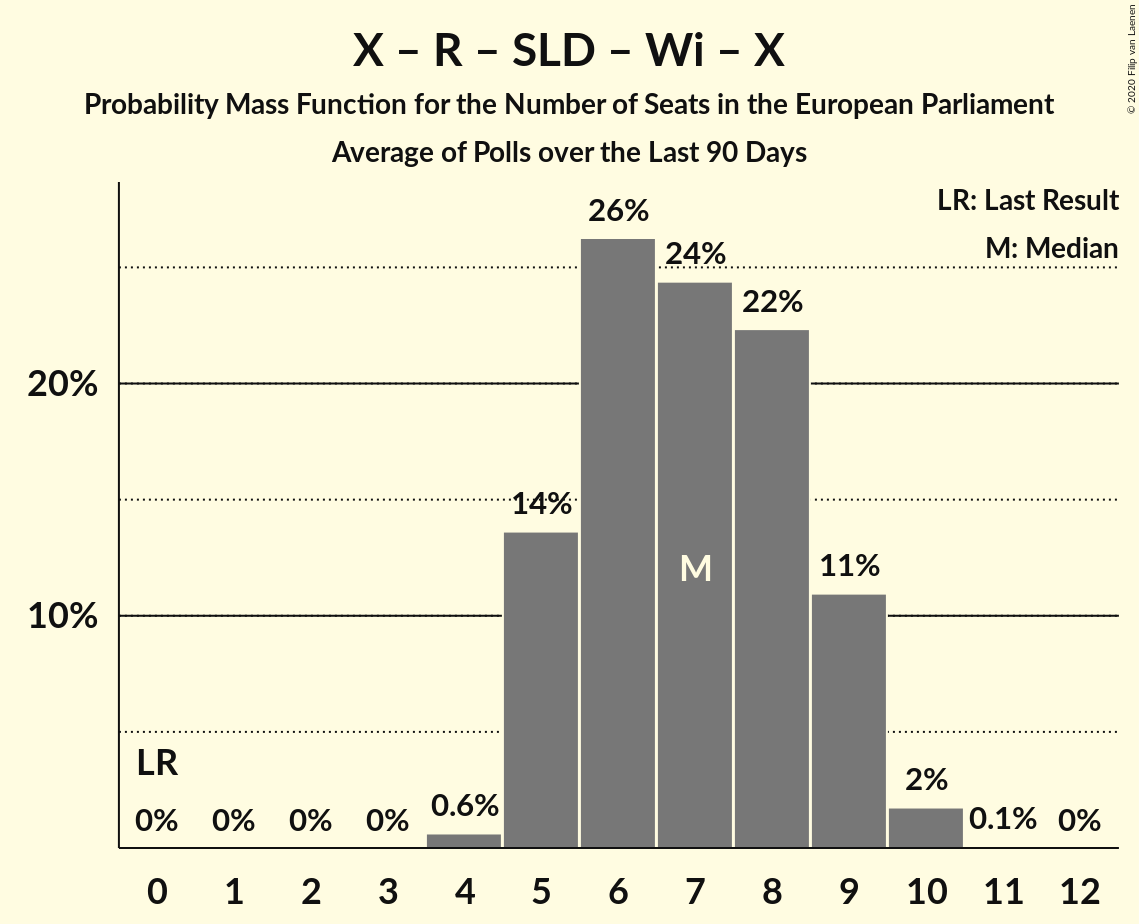 X – R – SLD – Wi – X
Probability Mass Function for the Number of Seats in the European Parliament
Average of Polls over the Last 90 Days
© 2020 Filip van Laenen
LR: Last Result
M: Median
26%
24%
22%
20%
14%
M
11%
10%
LR
0%
0%
0%
0%
0.6%
2%
0.1%
0%
0 1 2 3 4 5 6 7 8 9 10 11 12